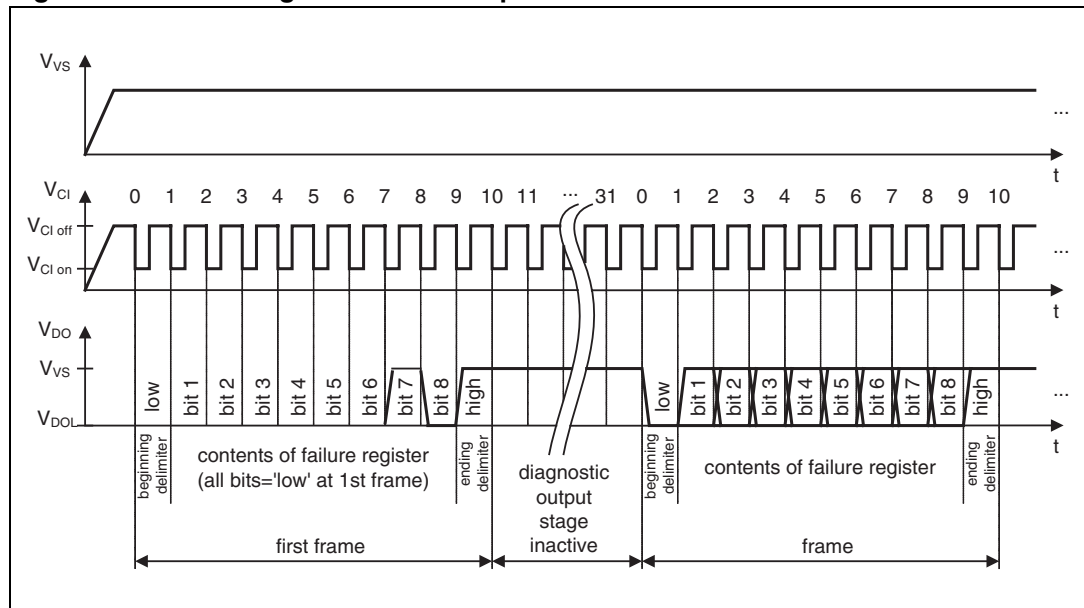 V_VS
...
t
V_CI
0 1 2 3 4 5 6 7 8 9 10 11 ... 31 0 1 2 3 4 5 6 7 8 9 10
V_CI off
V_CI on
...
t
V_DO
V_VS
V_DOL
low bit 1 bit 2 bit 3 bit 4 bit 5 bit 6 bit 7 bit 8 high low bit 1 bit 2 bit 3 bit 4 bit 5 bit 6 bit 7 bit 8 high
...
t
beginning
delimiter
contents of failure register
(all bits='low' at 1st frame)
ending
delimiter
diagnostic
output
stage
inactive
beginning
delimiter
contents of failure register
ending
delimiter
first frame
frame